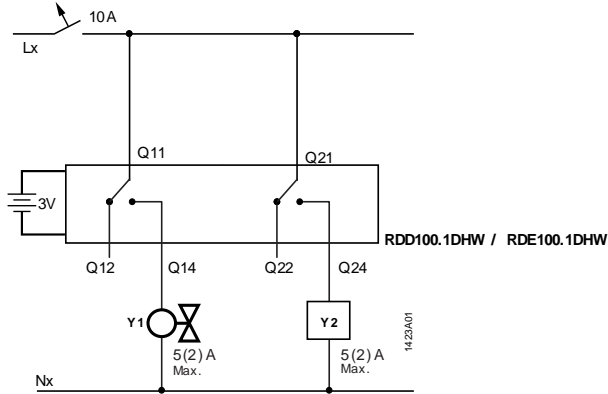 10A
Lx
Q11
Q21
3V
RDD100.1DHW / RDE100.1DHW
Q12
Q14
Q22
Q24
Y1
Y2
5(2)A
Max.
5(2)A
Max.
1423A01
Nx